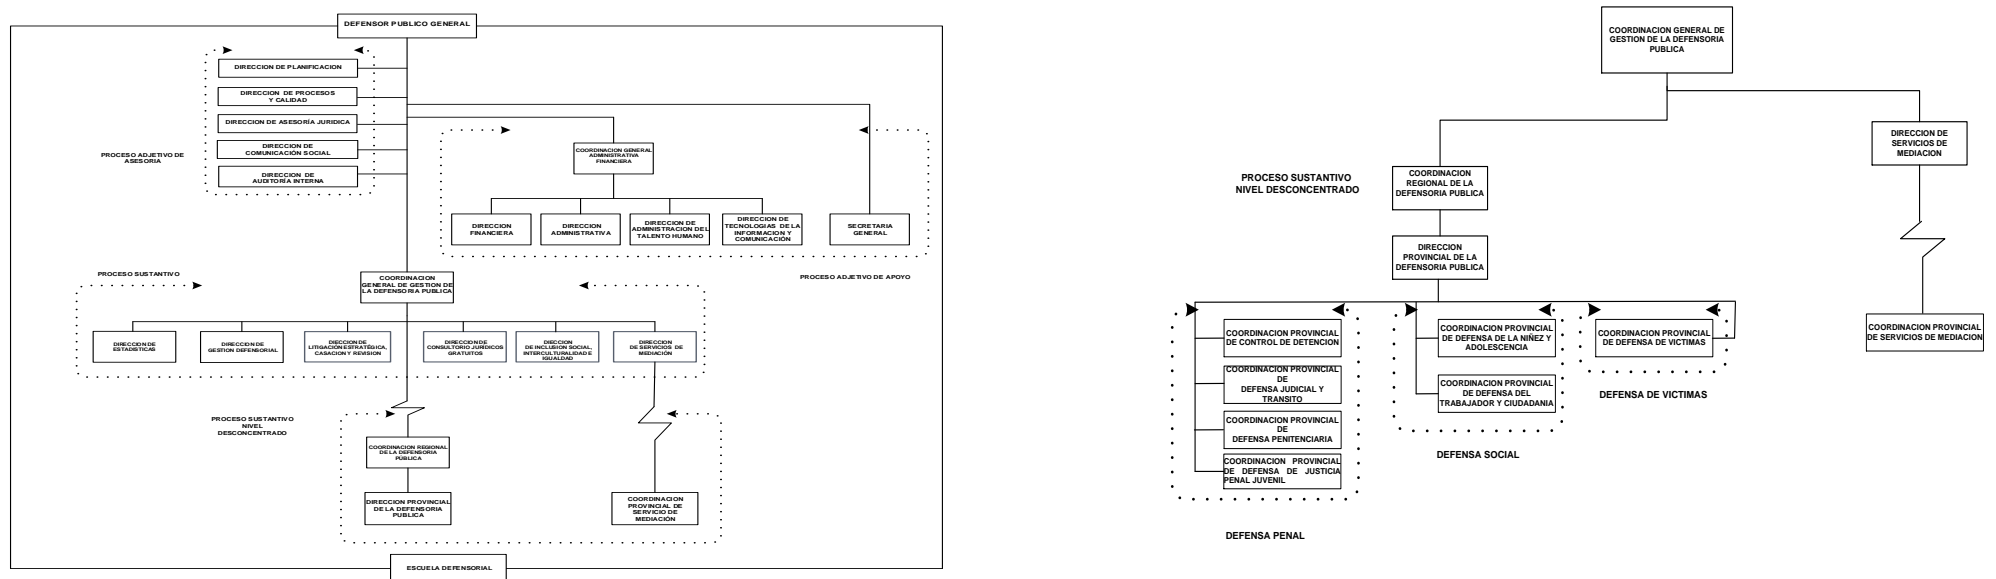 DEFENSOR PUBLICO GENERAL
DIRECCION DE PLANIFICACION
DIRECCION DE PROCESOS
Y CALIDAD
DIRECCION DE ASESORÍA JURIDICA
DIRECCION DE
COMUNICACIÓN SOCIAL
DIRECCION DE
AUDITORÍA INTERNA
PROCESO ADJETIVO DE
ASESORIA
COORDINACION GENERAL
ADMINISTRATIVA
FINANCIERA
DIRECCION
FINANCIERA
DIRECCION
ADMINISTRATIVA
DIRECCION DE
ADMINISTRACION DEL
TALENTO HUMANO
DIRECCION DE
TECNOLOGIAS DE LA
INFORMACION Y
COMUNICACIÓN
SECRETARIA
GENERAL
PROCESO ADJETIVO DE APOYO
PROCESO SUSTANTIVO
COORDINACION
GENERAL DE GESTION DE
LA DEFENSORIA PUBLICA
DIRECCION DE
ESTADISTICAS
DIRECCION DE
GESTION DEFENSORIAL
DIECCION DE
LITIGACIÓN ESTRATÉGICA,
CASACION Y REVISION
DIRECCION DE
CONSULTORIO JURIDICOS
GRATUITOS
DIECCION
DE INCLUSION SOCIAL,
INTERCULTURALIDAD E
IGUALDAD
DIRECCION
DE SERVICIOS DE
MEDIACIÓN
PROCESO SUSTANTIVO
NIVEL
DESCONCENTRADO
COORDINACION REGIONAL
DE LA DEFENSORIA
PÚBLICA
DIRECCION PROVINCIAL
DE LA DEFENSORIA
PUBLICA
COORDINACION
PROVINCIAL DE
SERVICIO DE
MEDIACIÓN
ESCUELA DEFENSORIAL
COORDINACION GENERAL DE
GESTION DE LA DEFENSORIA
PUBLICA
DIRECCION DE
SERVICIOS DE
MEDIACION
PROCESO SUSTANTIVO
NIVEL DESCONCENTRADO
COORDINACION
REGIONAL DE LA
DEFENSORIA PUBLICA
DIRECCION
PROVINCIAL DE LA
DEFENSORIA PUBLICA
COORDINACION PROVINCIAL
DE CONTROL DE DETENCION
COORDINACION PROVINCIAL
DE
DEFENSA JUDICIAL Y
TRANSITO
COORDINACION PROVINCIAL
DE
DEFENSA PENITENCIARIA
COORDINACION PROVINCIAL
DE DEFENSA DE JUSTICIA
PENAL JUVENIL
DEFENSA PENAL
COORDINACION PROVINCIAL
DE DEFENSA DE LA NIÑEZ Y
ADOLESCENCIA
COORDINACION PROVINCIAL
DE DEFENSA DEL
TRABAJADOR Y CIUDADANIA
DEFENSA SOCIAL
COORDINACION PROVINCIAL
DE DEFENSA DE VICTIMAS
DEFENSA DE VICTIMAS
COORDINACION PROVINCIAL
DE SERVICIOS DE MEDIACION